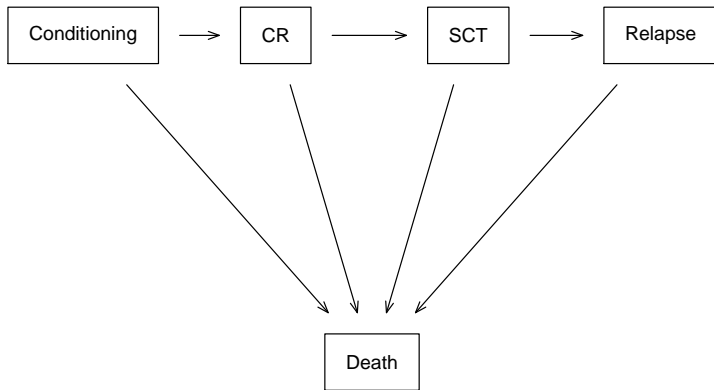 Conditioning
CR
SCT
Relapse
Death